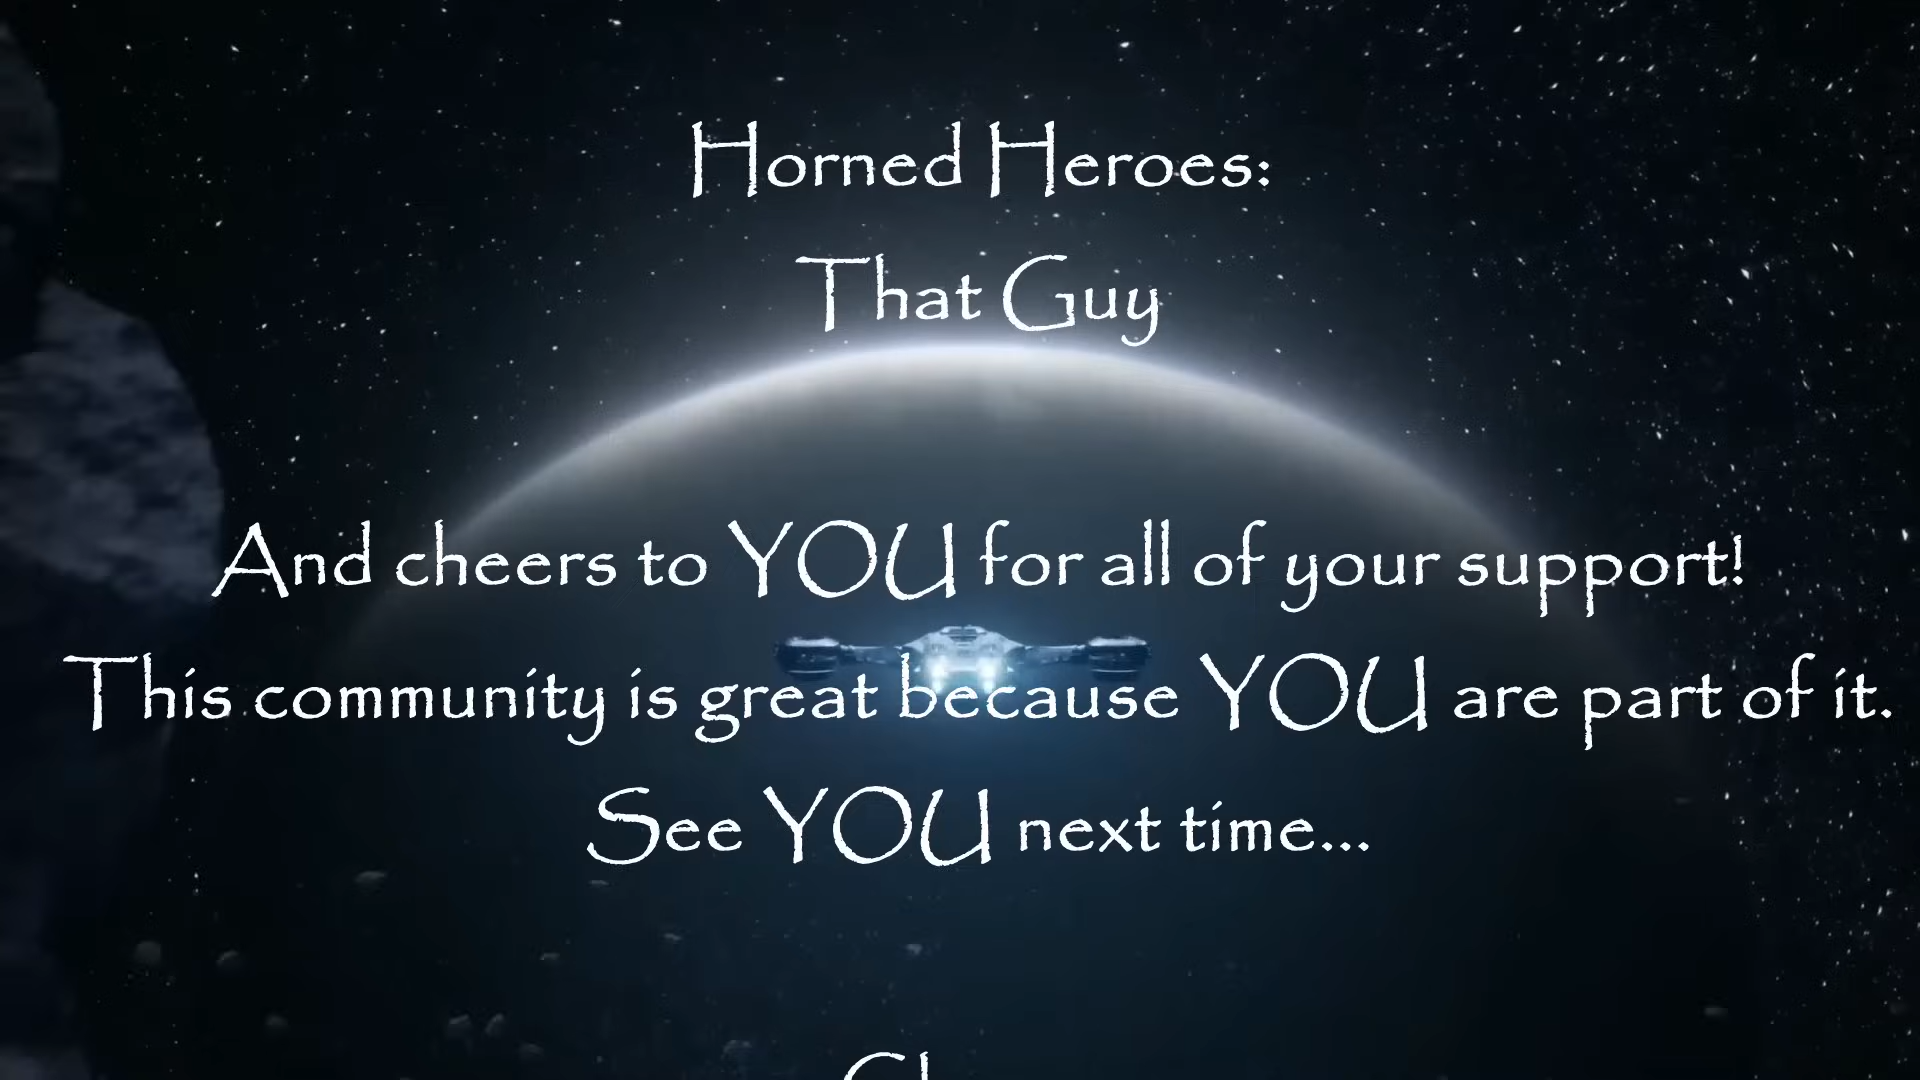 Horned Heroes:
That Guy
And cheers to YOU for all of your support!
This community is great because YOU are part of it.
See YOU next time...